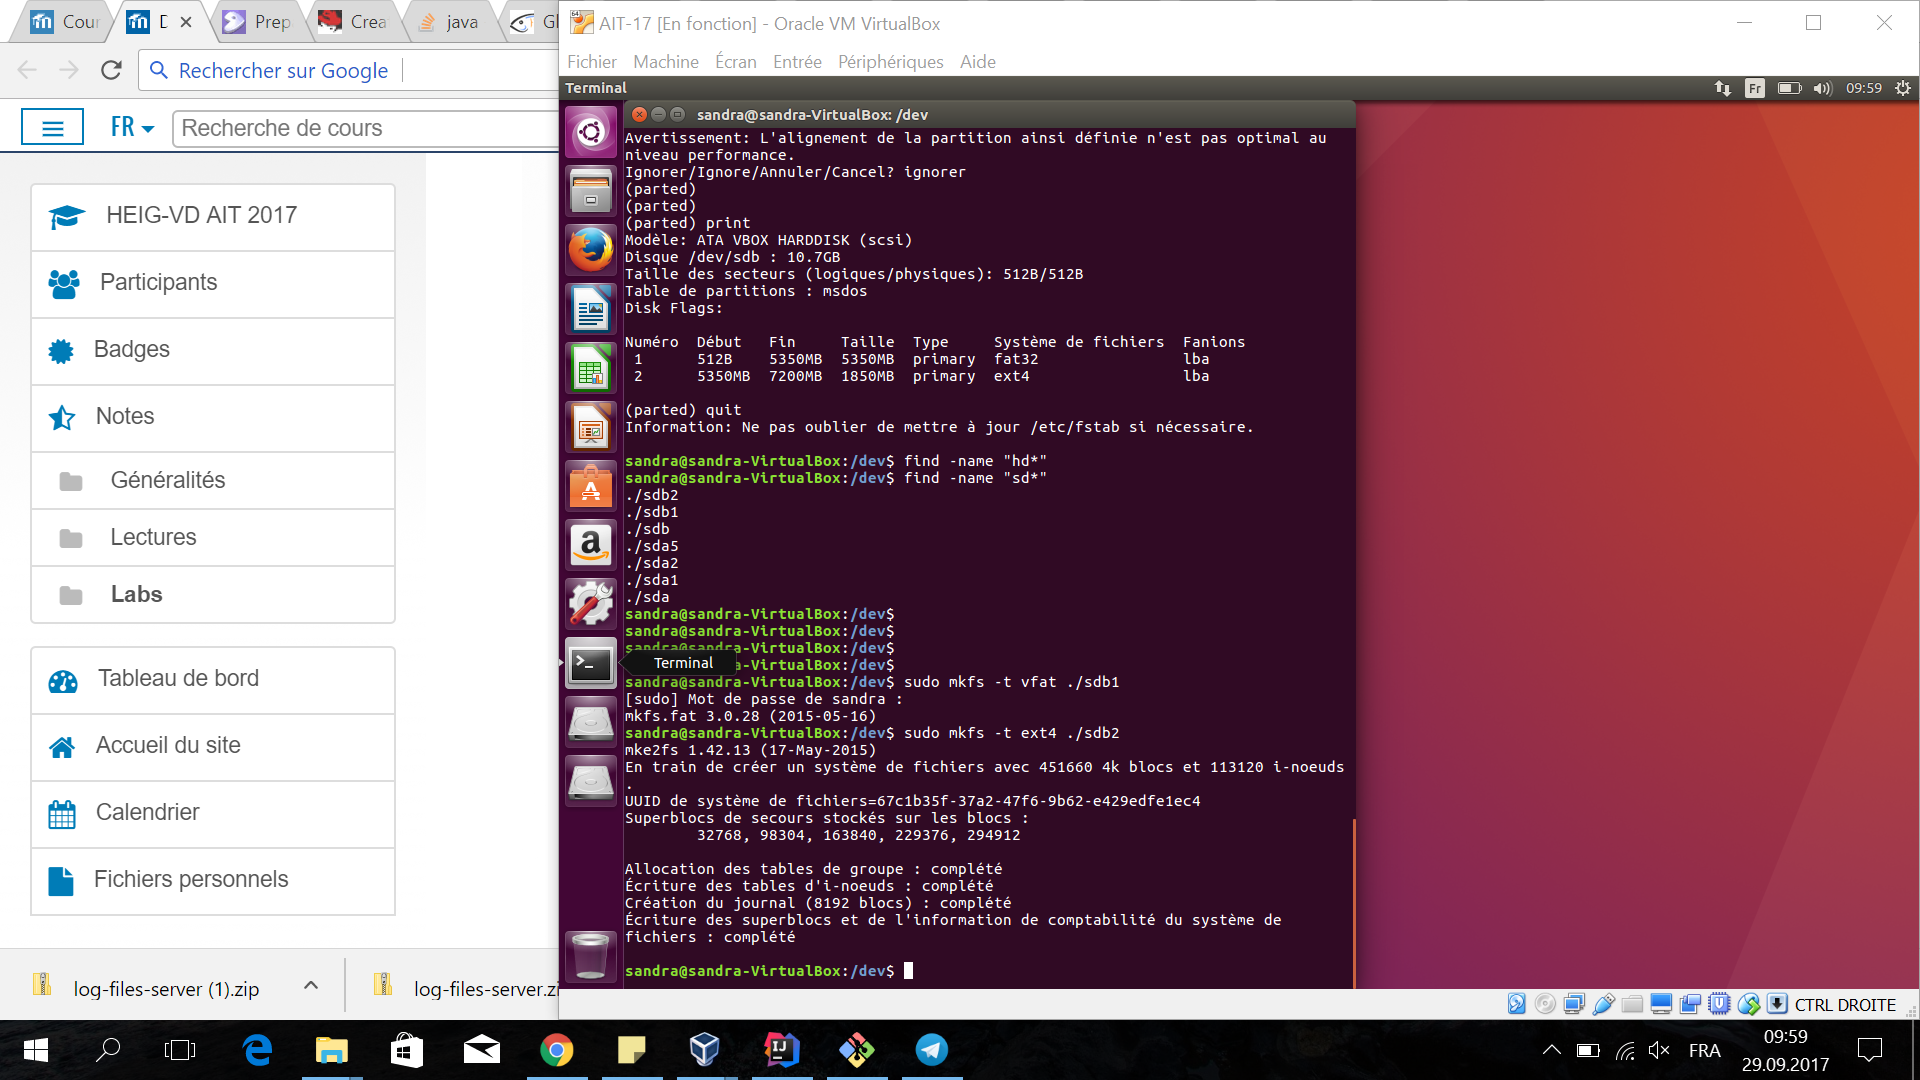 Cour
D
Prep
Crea
java
Gl
Rechercher sur Google
FR
Recherche de cours
HEIG-VD AIT 2017
Participants
Badges
Notes
Généralités
Lectures
Labs
Tableau de bord
Accueil du site
Calendrier
Fichiers personnels
log-files-server (1).zip
log-files-server.zi
AIT-17 [En fonction] - Oracle VM VirtualBox
Fichier Machine Écran Entrée Périphériques Aide
Terminal
Fr
09:59
sandra@sandra-VirtualBox: /dev
Avertissement: L'alignement de la partition ainsi définie n'est pas optimal au
niveau performance.
Ignorer/Ignore/Annuler/Cancel? ignorer
(parted)
(parted)
(parted) print
Modèle: ATA VBOX HARDDISK (scsi)
Disque /dev/sdb : 10.7GB
Taille des secteurs (logiques/physiques): 512B/512B
Table de partitions : msdos
Disk Flags:
Numéro Début Fin Taille Type Système de fichiers Fanions
1 512B 5350MB 5350MB primary fat32 lba
2 5350MB 7200MB 1850MB primary ext4 lba
(parted) quit
Information: Ne pas oublier de mettre à jour /etc/fstab si nécessaire.
sandra@sandra-VirtualBox:/dev$ find -name "hd*"
sandra@sandra-VirtualBox:/dev$ find -name "sd*"
./sdb2
./sdb1
./sdb
./sda5
./sda2
./sda1
./sda
sandra@sandra-VirtualBox:/dev$
sandra@sandra-VirtualBox:/dev$
sandra@sandra-VirtualBox:/dev$
Terminal
a-VirtualBox:/dev$
sandra@sandra-VirtualBox:/dev$ sudo mkfs -t vfat ./sdb1
[sudo] Mot de passe de sandra :
mkfs.fat 3.0.28 (2015-05-16)
sandra@sandra-VirtualBox:/dev$ sudo mkfs -t ext4 ./sdb2
mke2fs 1.42.13 (17-May-2015)
En train de créer un système de fichiers avec 451660 4k blocs et 113120 i-noeuds
.
UUID de système de fichiers=67c1b35f-37a2-47f6-9b62-e429edfe1ec4
Superblocs de secours stockés sur les blocs :
32768, 98304, 163840, 229376, 294912
Allocation des tables de groupe : complété
Écriture des tables d'i-noeuds : complété
Création du journal (8192 blocs) : complété
Écriture des superblocs et de l'information de comptabilité du système de
fichiers : complété
sandra@sandra-VirtualBox:/dev$
CTRL DROITE
FRA
09:59
29.09.2017